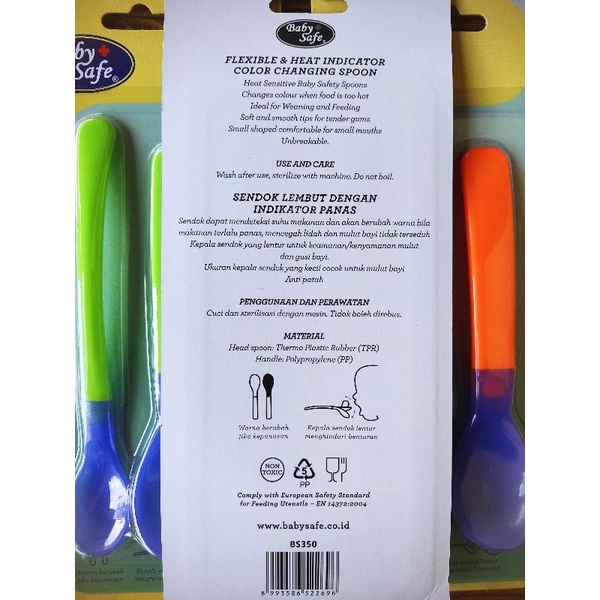 Baby
Safe
®
by
Safe
®
FLEXIBLE & HEAT INDICATOR
COLOR CHANGING SPOON
Heat Sensitive Baby Safety Spoons
Changes colour when food is too hot
Ideal for Weaning and Feeding
Soft and smooth tips for tender gums
Small shaped comfortable for small mouths
Unbreakable.
USE AND CARE
Wash after use, sterilize with machine. Do not boil.
SENDOK LEMBUT DENGAN
INDIKATOR PANAS
Sendok dapat mendeteksi suhu makanan dan akan berubah warna bila
makanan terlalu panas, mencegah lidah dan mulut bayi tidak terseduh
Kepala sendok yang lentur untuk keamanan/kenyamanan mulut
dan gusi bayi.
Ukuran kepala sendok yang kecil cocok untuk mulut bayi
Anti patah
PENGGUNAAN DAN PERAWATAN
Cuci dan sterilisasi dengan mesin. Tidak boleh direbus.
MATERIAL
Head spoon: Thermo Plastic Rubber (TPR)
Handle: Polypropylene (PP)
Warna berubah
jika kepanasan
Kepala sendok lentur
menghindari benturan
NON
TOXIC
5
PP
Comply with European Safety Standard
for Feeding Utensils – EN 14372:2004
www.babysafe.co.id
BS350
8 993586 522696